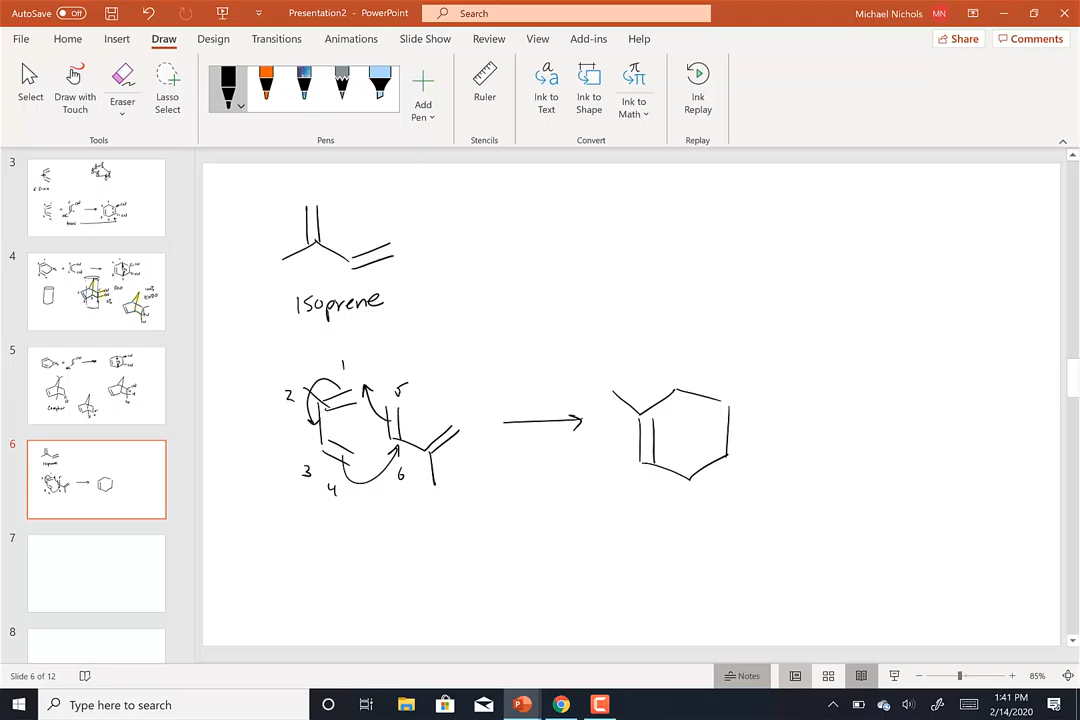 AutoSave Off
Presentation2 - PowerPoint
Search
Michael Nichols MN
File Home Insert Draw Design Transitions Animations Slide Show Review View Add-ins Help
Share Comments
Select
Draw with Touch
Eraser
Lasso Select
Add Pen
Ruler
Ink to Text
Ink to Shape
Ink to Math
Ink Replay
Tools
Pens
Stencils
Convert
Replay
3
4
5
6
7
8
Isoprene
1
2
5
3
4
6
Slide 6 of 12
Notes
85%
Type here to search
1:41 PM
2/14/2020